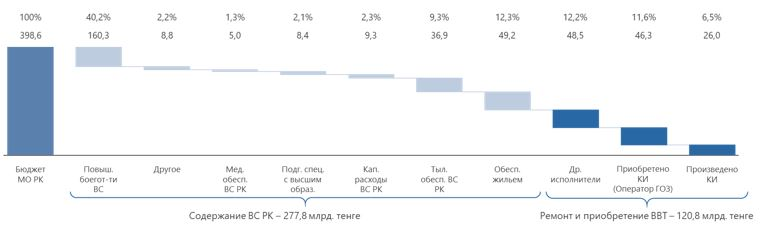 100% 40,2% 2,2% 1,3% 2,1% 2,3% 9,3% 12,3% 12,2% 11,6% 6,5%
398,6 160,3 8,8 5,0 8,4 9,3 36,9 49,2 48,5 46,3 26,0
Бюджет
МО РК
Повыш.
боегот-ти
ВС
Другое
Мед.
обесп.
ВС РК
Подг. спец.
с высшим
образ.
Кап.
расходы
ВС РК
Тыл.
обесп. ВС
РК
Обесп.
жильем
Др.
исполнители
Приобретено
КИ
(Оператор ГОЗ)
Произведено
КИ
Содержание ВС РК – 277,8 млрд. тенге
Ремонт и приобретение ВВТ – 120,8 млрд. тенге